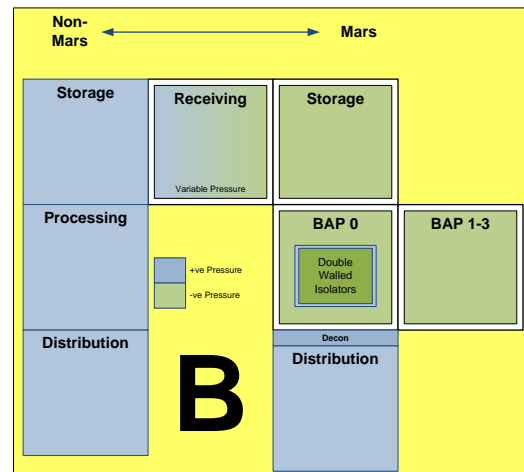 Non-
Mars
Mars
Storage
Receiving
Storage
Variable Pressure
Processing
BAP 0
BAP 1-3
Double
Walled
Isolators
+ve Pressure
-ve Pressure
Distribution
Decon
Distribution
B